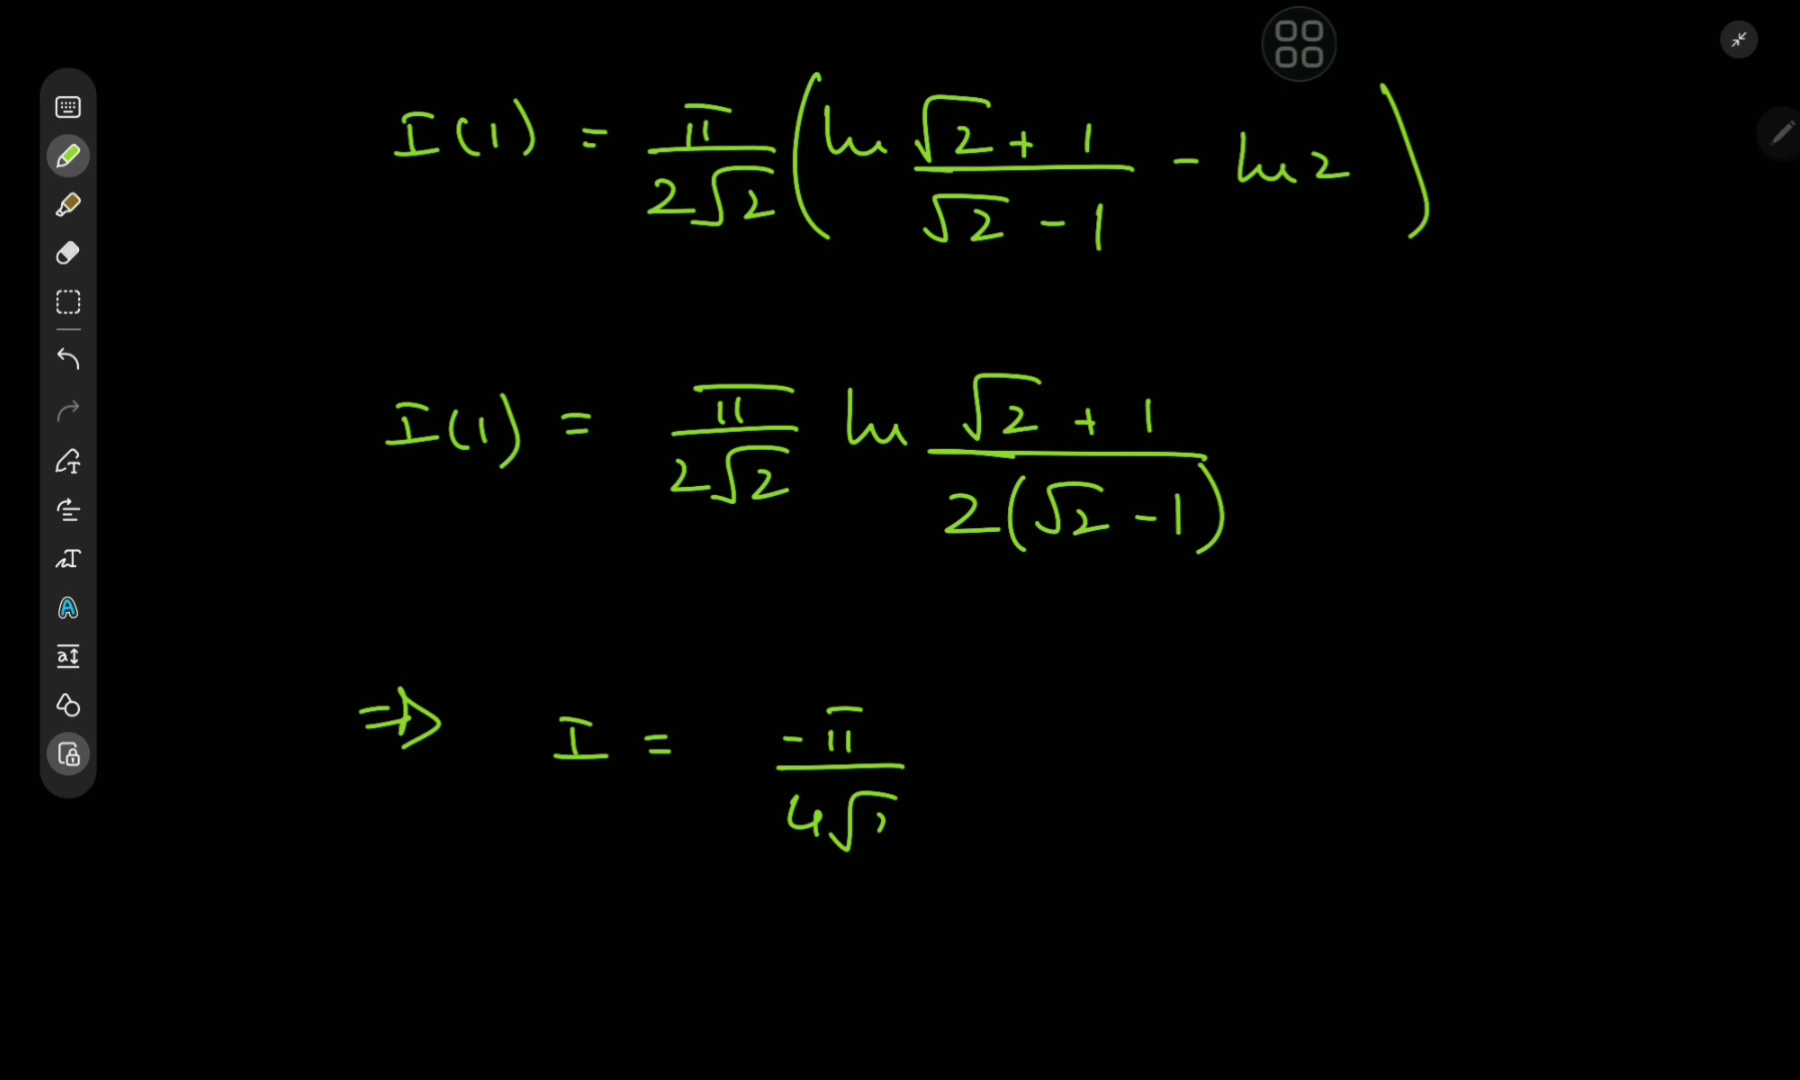 I(1) = π/(2√2) (ln (√2 + 1)/(√2 - 1) - ln 2)
I(1) = π/(2√2) ln (√2 + 1)/(2(√2 - 1))
⇒ I = -π/(4√